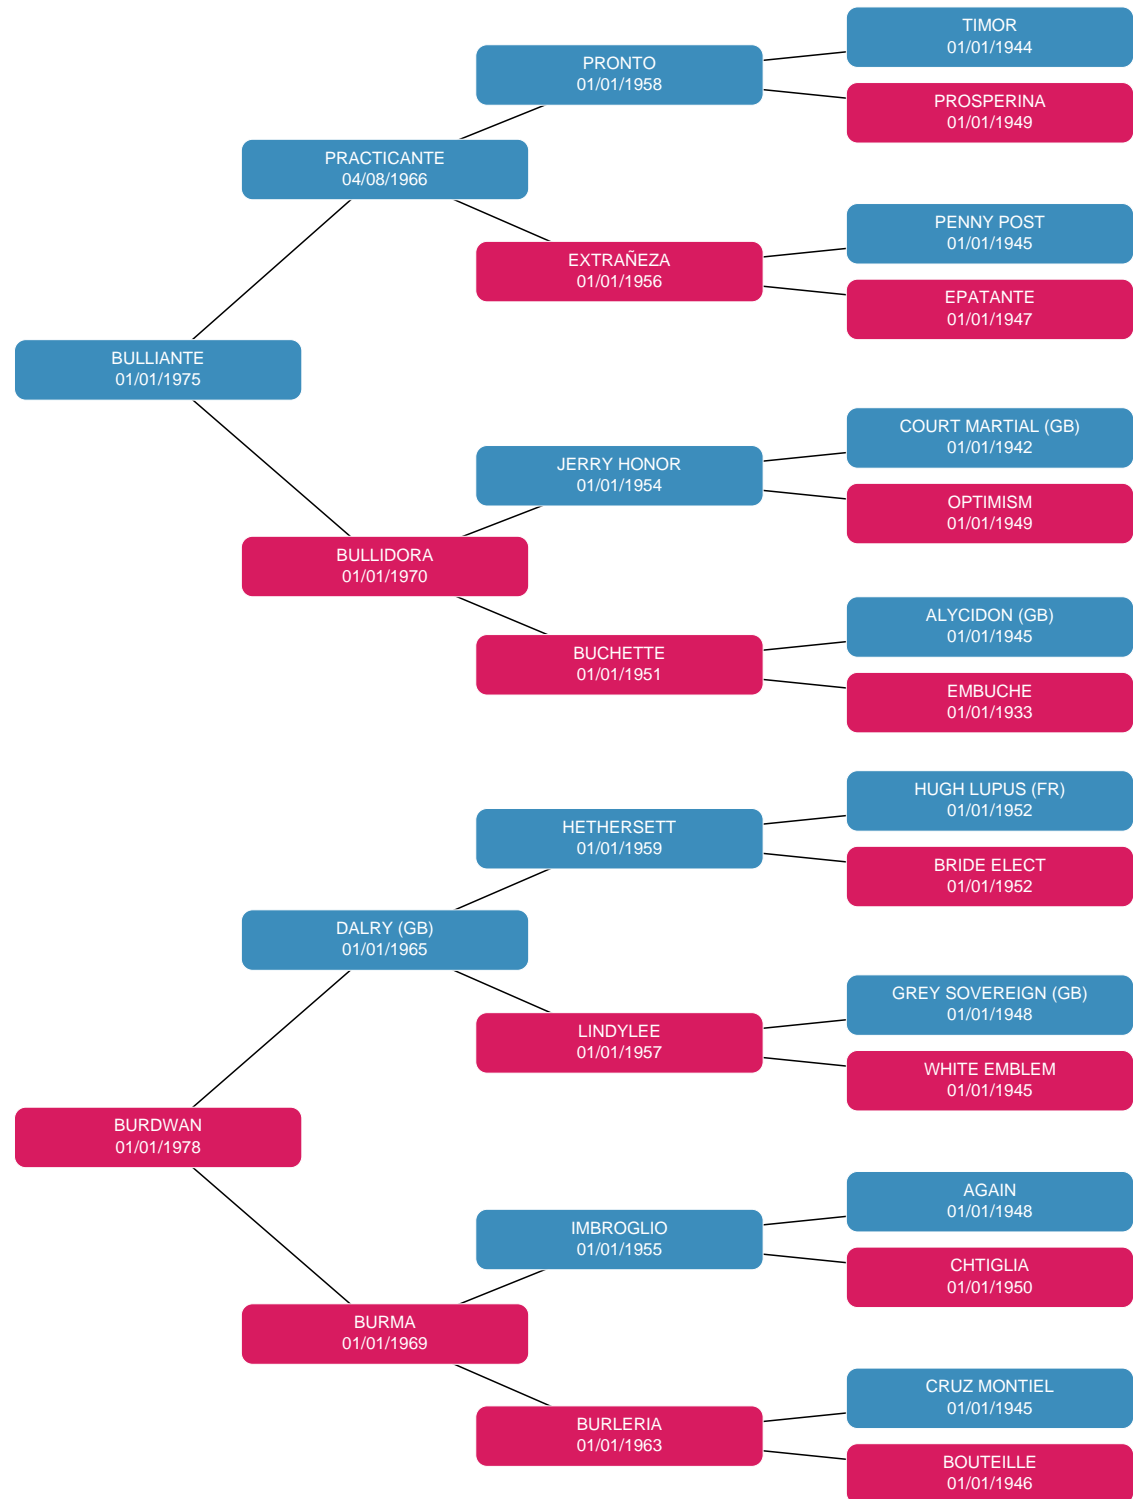 TIMOR
01/01/1944
PRONTO
01/01/1958
PROSPERINA
01/01/1949
PRACTICANTE
04/08/1966
PENNY POST
01/01/1945
EXTRAÑEZA
01/01/1956
EPATANTE
01/01/1947
BULLIANTE
01/01/1975
COURT MARTIAL (GB)
01/01/1942
JERRY HONOR
01/01/1954
OPTIMISM
01/01/1949
BULLIDORA
01/01/1970
ALYCIDON (GB)
01/01/1945
BUCHETTE
01/01/1951
EMBUCHE
01/01/1933
HUGH LUPUS (FR)
01/01/1952
HETHERSETT
01/01/1959
BRIDE ELECT
01/01/1952
DALRY (GB)
01/01/1965
GREY SOVEREIGN (GB)
01/01/1948
LINDYLEE
01/01/1957
WHITE EMBLEM
01/01/1945
BURDWAN
01/01/1978
AGAIN
01/01/1948
IMBROGLIO
01/01/1955
CHTIGLIA
01/01/1950
BURMA
01/01/1969
CRUZ MONTIEL
01/01/1945
BURLERIA
01/01/1963
BOUTEILLE
01/01/1946